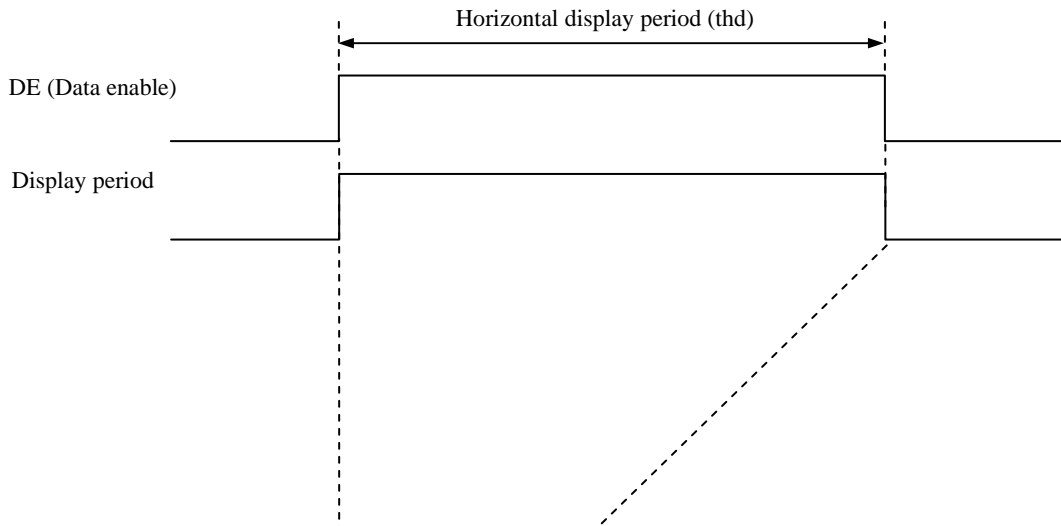 Horizontal display period (thd)
DE (Data enable)
Display period